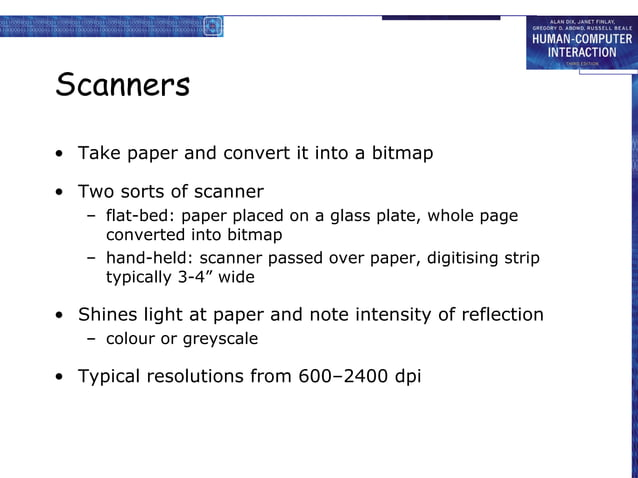 ALAN DIX, JANET FINLAY,
GREGORY D. ABOWD, RUSSELL BEALE
HUMAN-COMPUTER
INTERACTION
THIRD EDITION
Scanners
• Take paper and convert it into a bitmap
• Two sorts of scanner
– flat-bed: paper placed on a glass plate, whole page
converted into bitmap
– hand-held: scanner passed over paper, digitising strip
typically 3-4” wide
• Shines light at paper and note intensity of reflection
– colour or greyscale
• Typical resolutions from 600–2400 dpi